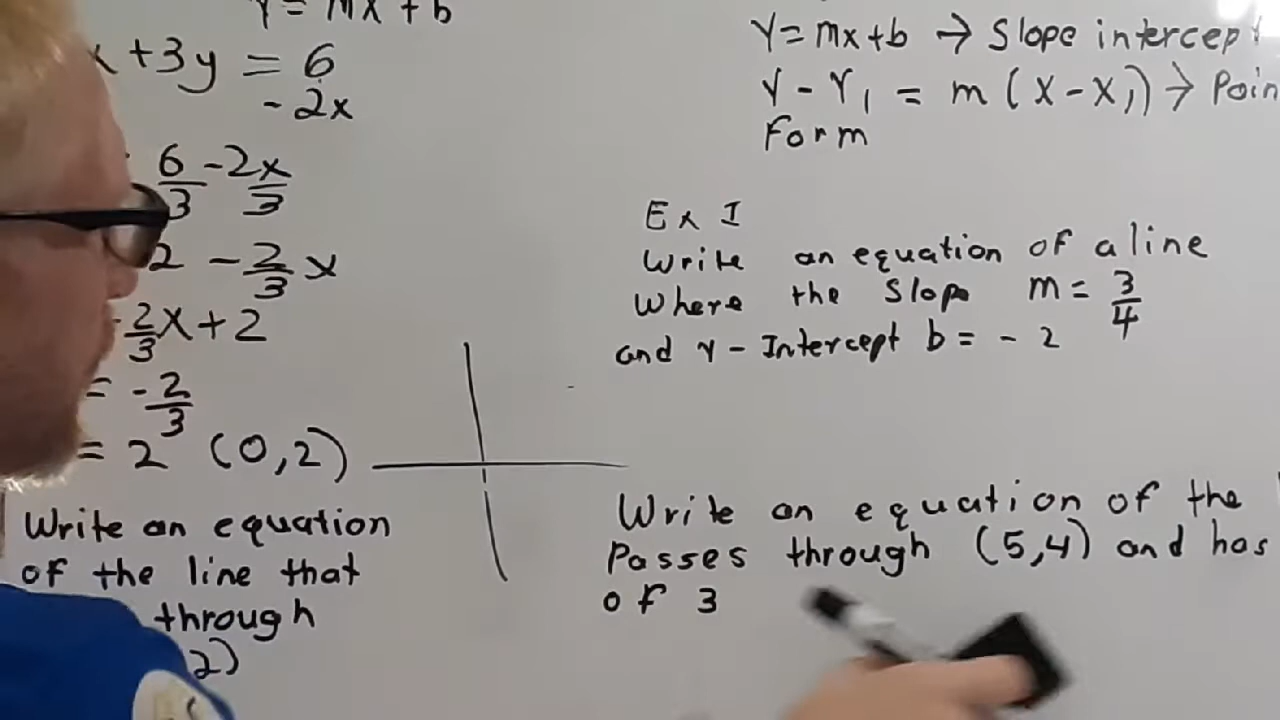 Y = mx + b
x + 3y = 6
- 2x
6/3 - 2x/3
2 - 2/3 x
- 2/3 x + 2
= - 2/3
= 2 (0,2)
Write an equation
of the line that
through
2)
Y = mx + b → Slope intercept
Y - Y₁ = m (X - X₁) → Poin
Form
Ex I
Write an equation of a line
Where the Slope m = 3/4
and Y - Intercept b = - 2
Write an equation of the
Passes through (5,4) and has
of 3